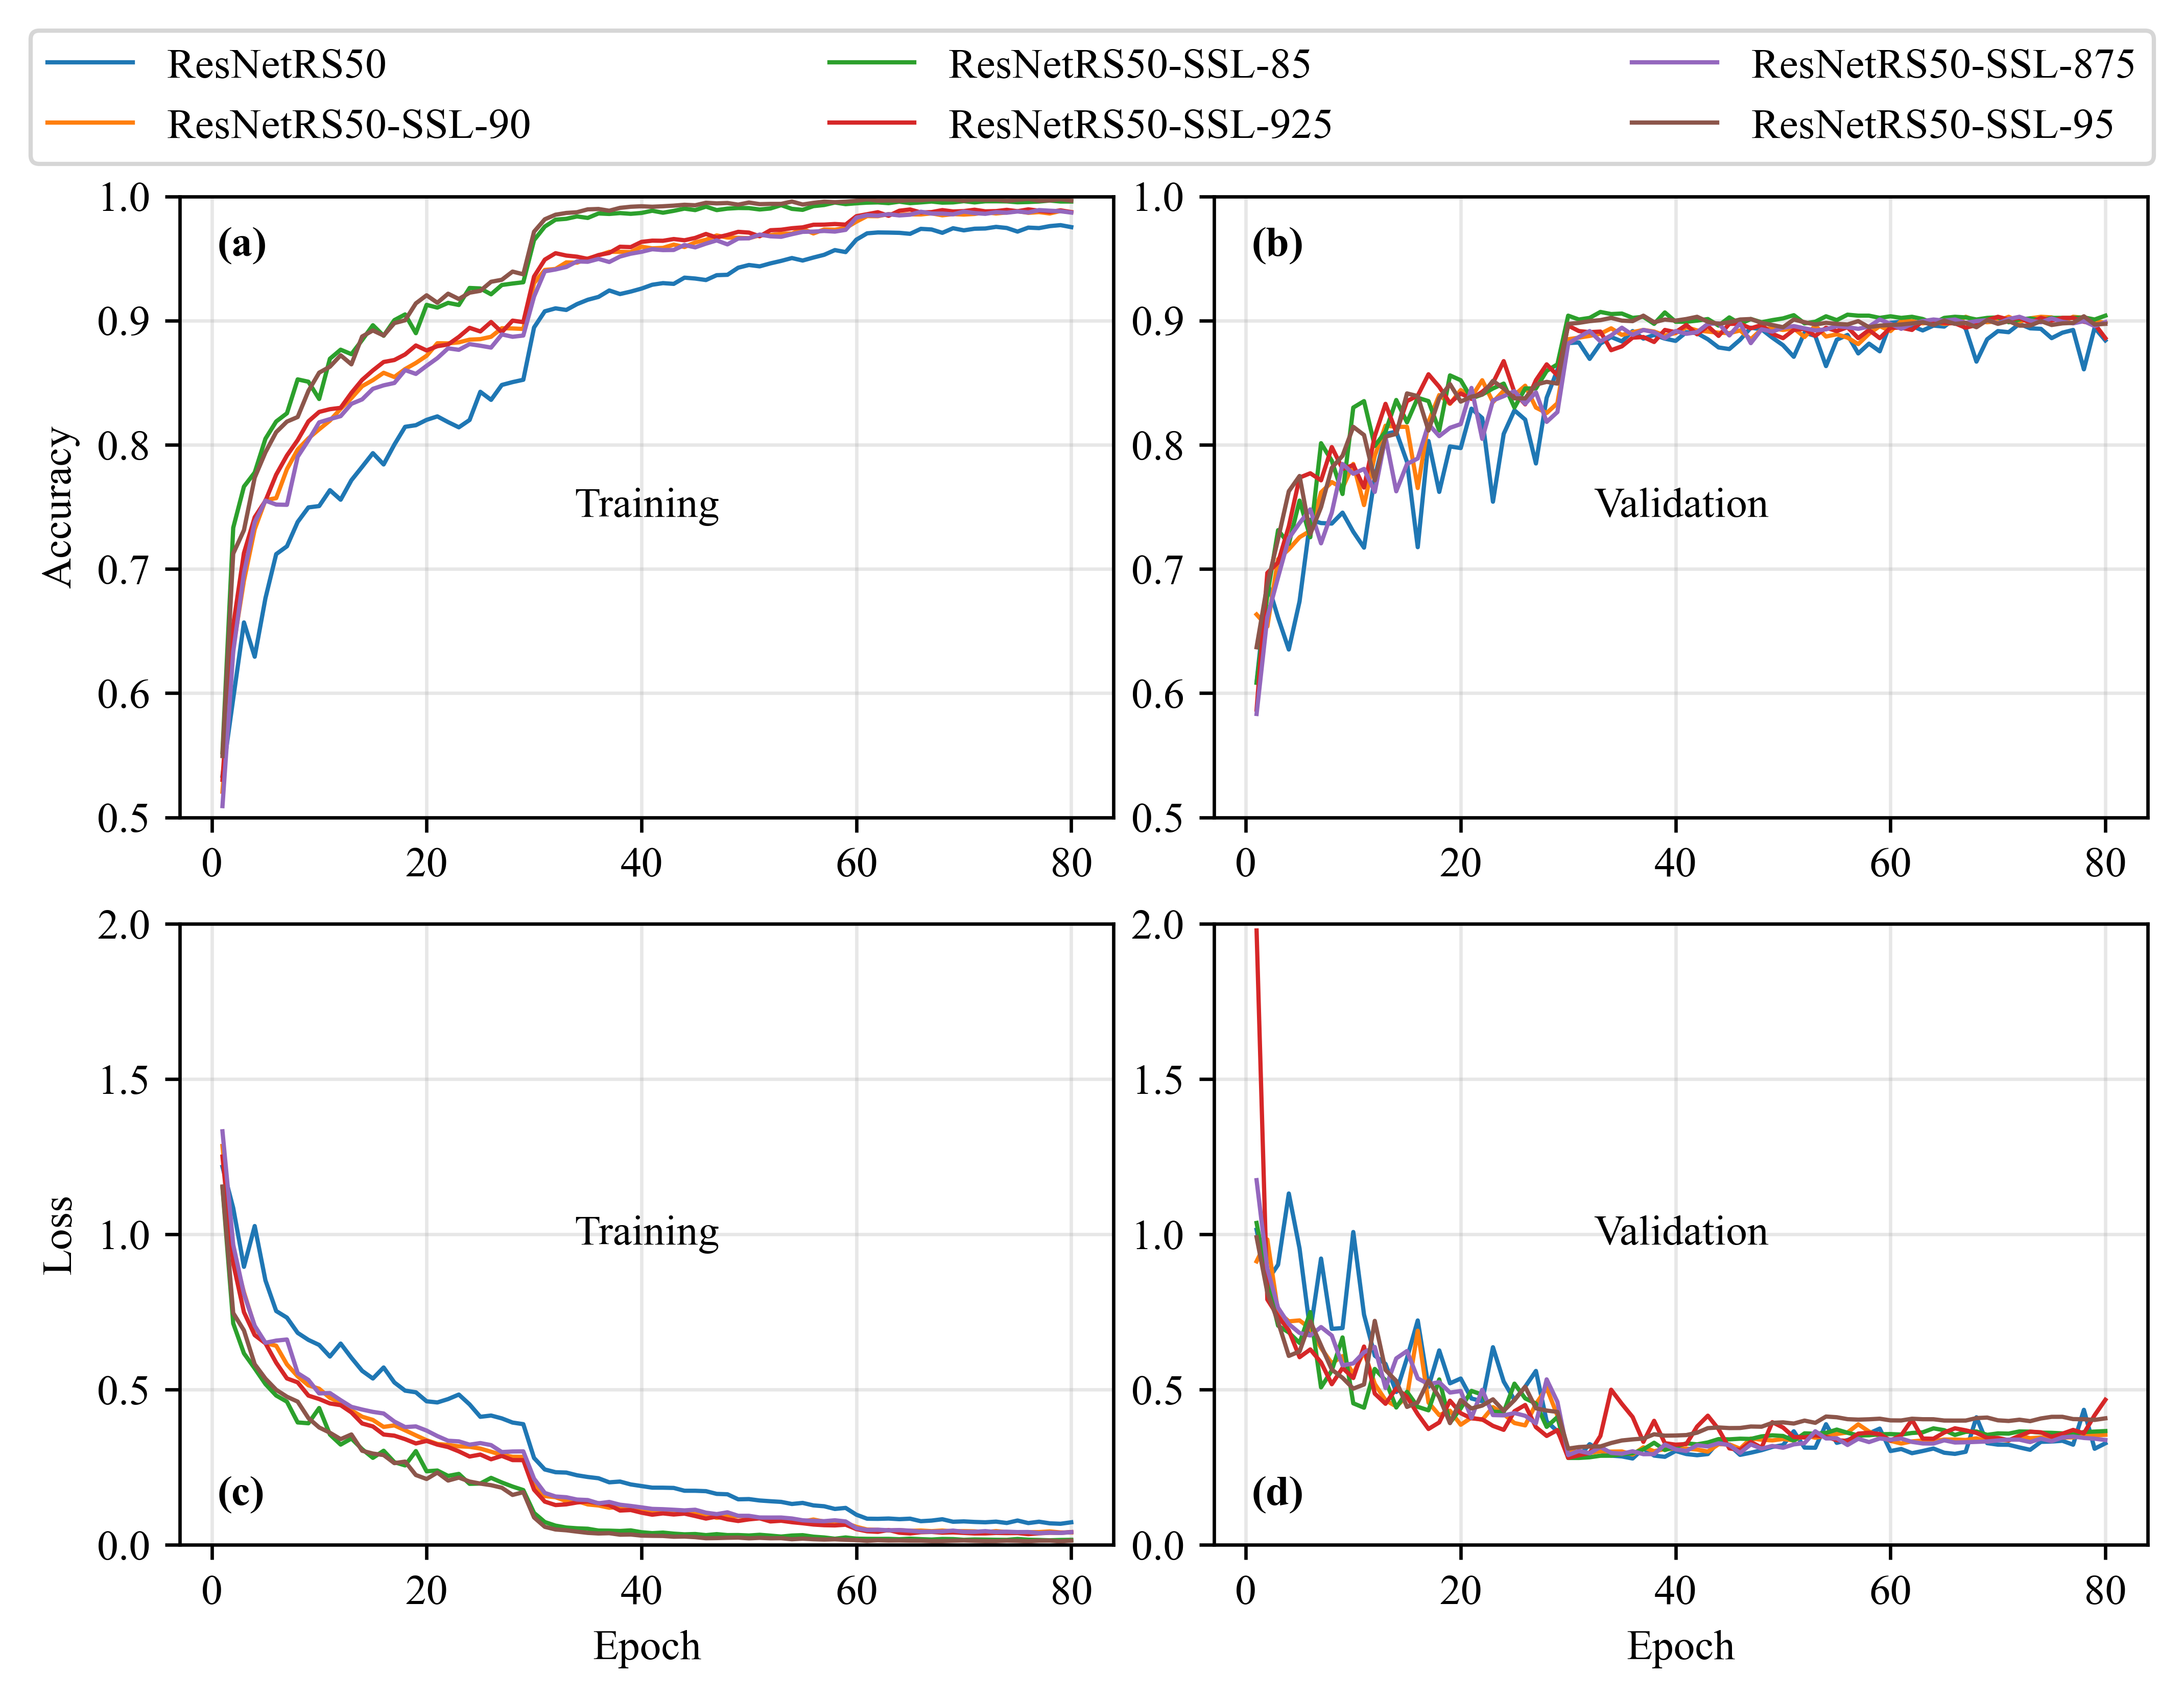 ResNetRS50 ResNetRS50-SSL-85 ResNetRS50-SSL-875
ResNetRS50-SSL-90 ResNetRS50-SSL-925 ResNetRS50-SSL-95
(a)
Training
Accuracy
1.0
0.9
0.8
0.7
0.6
0.5
0 20 40 60 80
(b)
Validation
1.0
0.9
0.8
0.7
0.6
0.5
0 20 40 60 80
(c)
Training
Loss
2.0
1.5
1.0
0.5
0.0
0 20 40 60 80
Epoch
(d)
Validation
2.0
1.5
1.0
0.5
0.0
0 20 40 60 80
Epoch